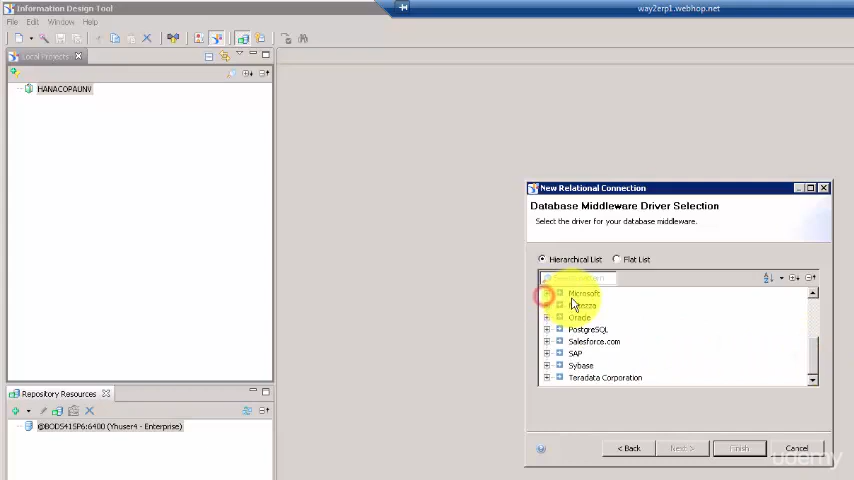 Information Design Tool
way2erp1.webhop.net
File Edit Window Help
Local Projects
HANACOPAUNV
New Relational Connection
Database Middleware Driver Selection
Select the driver for your database middleware.
Hierarchical List
Flat List
Microsoft
Oracle
PostgreSQL
Salesforce.com
SAP
Sybase
Teradata Corporation
Repository Resources
@BODS41SP6:6400 (Yhuser4 - Enterprise)
< Back
Next >
Finish
Cancel
udemy